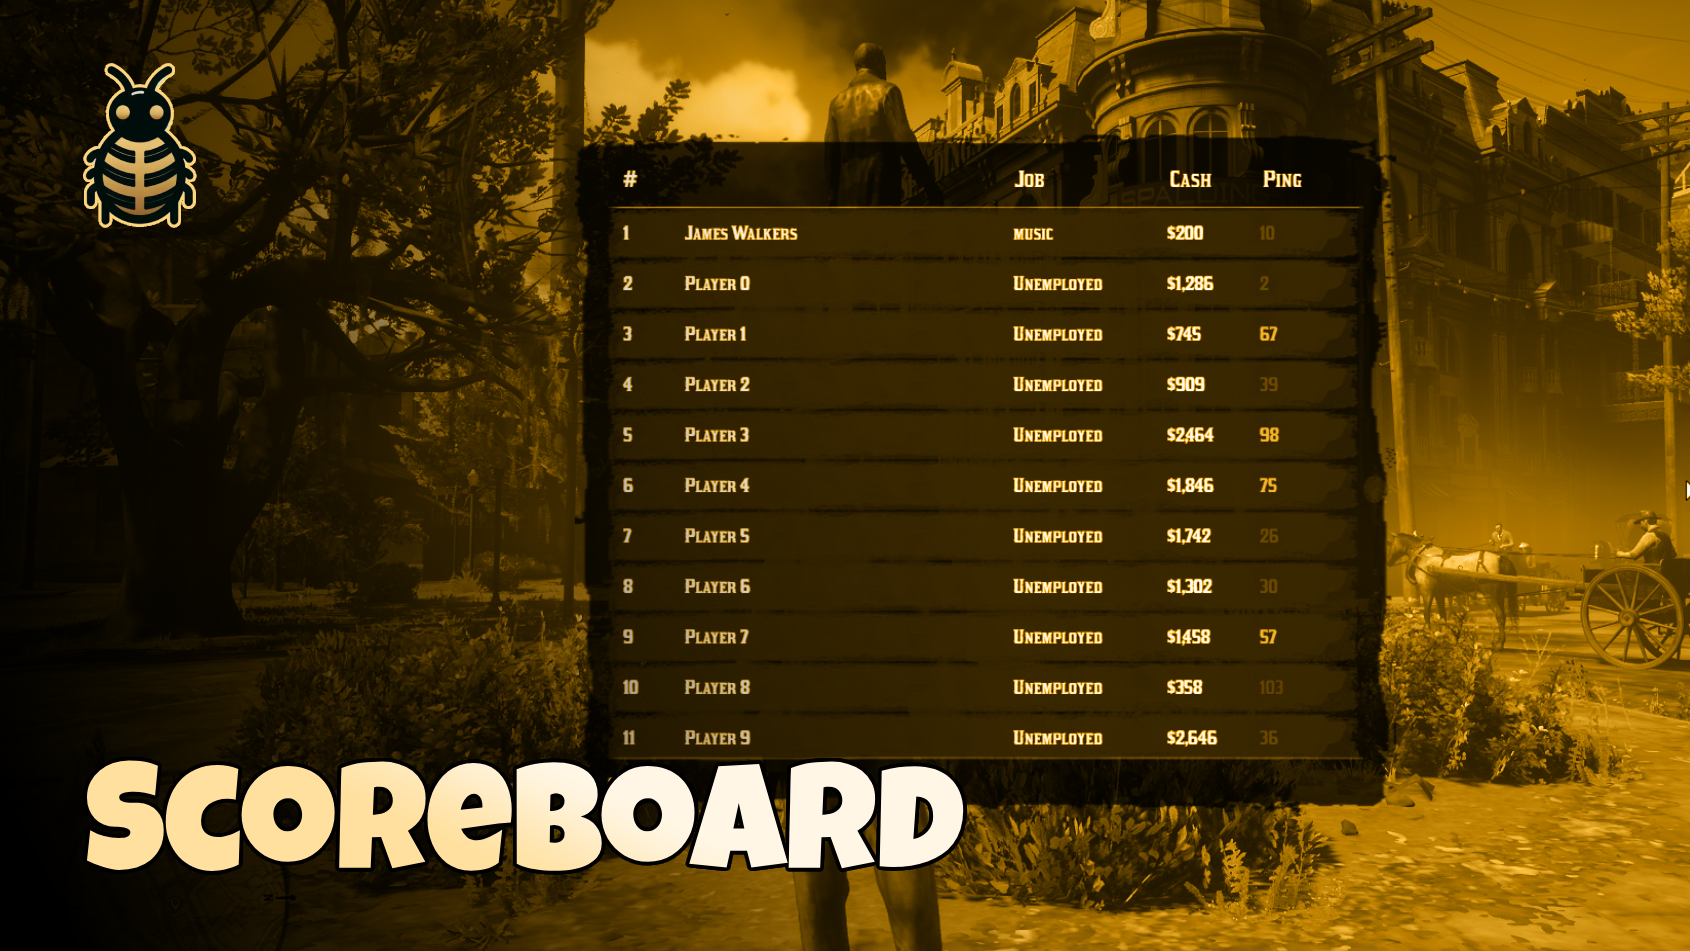 # Job Cash Ping
1 James Walkers music $200 10
2 Player 0 Unemployed $1,286 2
3 Player 1 Unemployed $745 67
4 Player 2 Unemployed $909 39
5 Player 3 Unemployed $2,464 98
6 Player 4 Unemployed $1,846 75
7 Player 5 Unemployed $1,742 26
8 Player 6 Unemployed $1,302 30
9 Player 7 Unemployed $1,458 57
10 Player 8 Unemployed $358 103
11 Player 9 Unemployed $2,646 36
SCOReBOARD